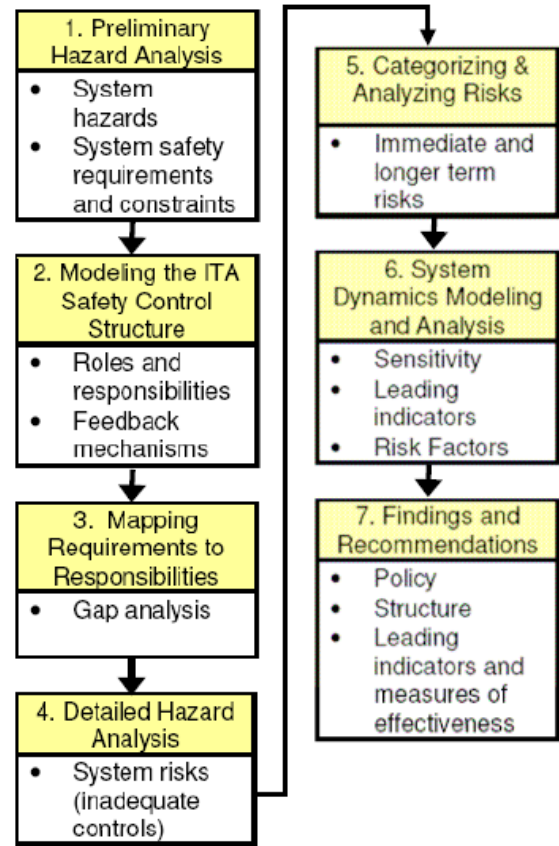 1. Preliminary
Hazard Analysis
• System
hazards
• System safety
requirements
and constraints
2. Modeling the ITA
Safety Control
Structure
• Roles and
responsibilities
• Feedback
mechanisms
3. Mapping
Requirements to
Responsibilities
• Gap analysis
4. Detailed Hazard
Analysis
• System risks
(inadequate
controls)
5. Categorizing &
Analyzing Risks
• Immediate and
longer term
risks
6. System
Dynamics Modeling
and Analysis
• Sensitivity
• Leading
indicators
• Risk Factors
7. Findings and
Recommendations
• Policy
• Structure
• Leading
indicators and
measures of
effectiveness